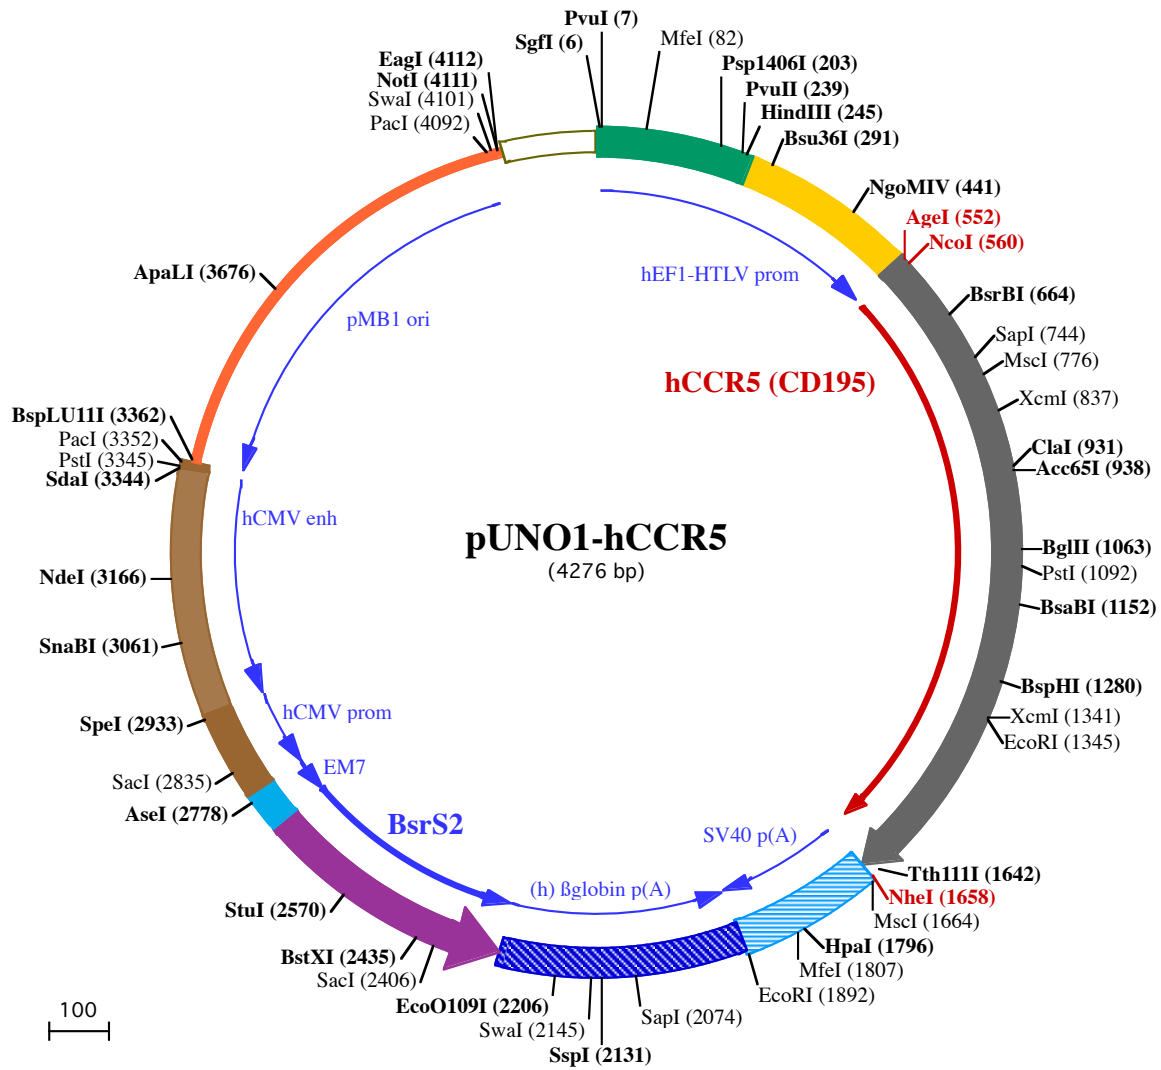 PvuI (7)
SgfI (6)
MfeI (82)
EagI (4112)
Psp1406I (203)
NotI (4111)
PvuII (239)
SwaI (4101)
HindIII (245)
PacI (4092)
Bsu36I (291)
NgoMIV (441)
AgeI (552)
NcoI (560)
ApaLI (3676)
hEF1-HTLV prom
BsrBI (664)
pMB1 ori
SapI (744)
MscI (776)
hCCR5 (CD195)
XcmI (837)
BspLU11I (3362)
PacI (3352)
ClaI (931)
PstI (3345)
Acc65I (938)
SdaI (3344)
hCMV enh
pUNO1-hCCR5
(4276 bp)
BglII (1063)
PstI (1092)
NdeI (3166)
BsaBI (1152)
SnaBI (3061)
BspHI (1280)
hCMV prom
XcmI (1341)
SpeI (2933)
EcoRI (1345)
EM7
SacI (2835)
AseI (2778)
BsrS2
SV40 p(A)
Tth111I (1642)
(h) ßglobin p(A)
NheI (1658)
StuI (2570)
MscI (1664)
HpaI (1796)
BstXI (2435)
MfeI (1807)
SacI (2406)
EcoRI (1892)
EcoO109I (2206)
100
SapI (2074)
SwaI (2145)
SspI (2131)